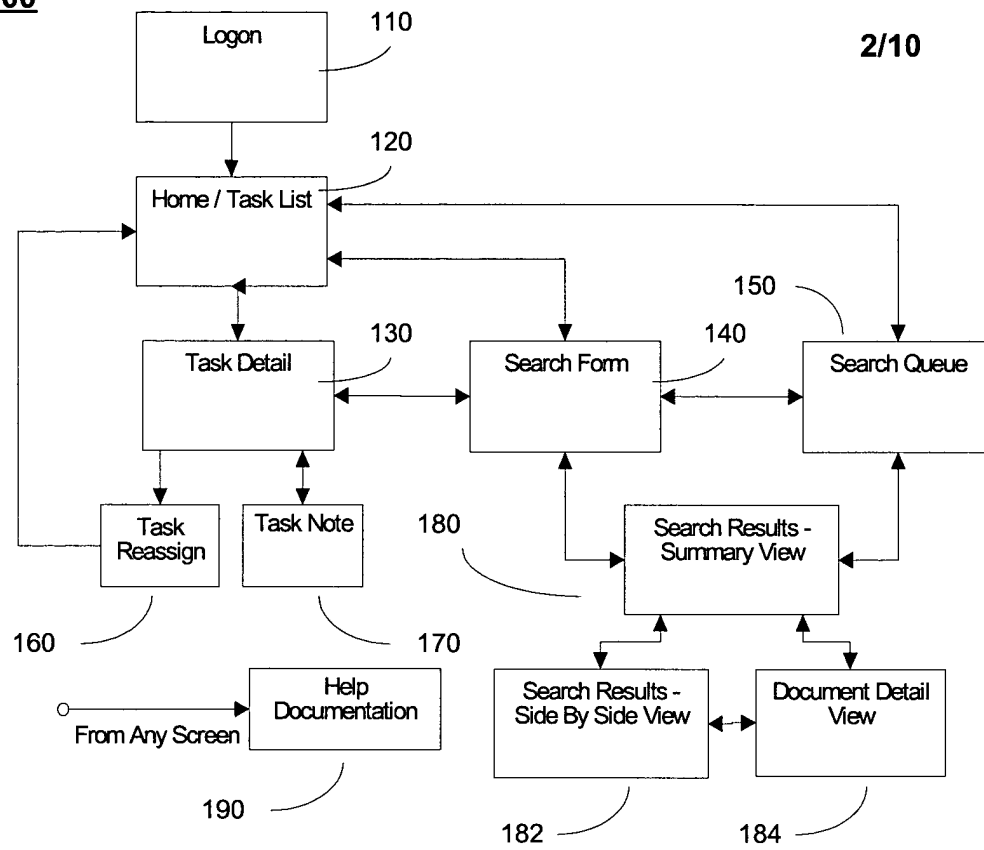 Logon
110
2/10
120
Home / Task List
150
130
140
Task Detail
Search Form
Search Queue
Task
Reassign
Task Note
180
Search Results -
Summary View
160
170
Help
Documentation
From Any Screen
Search Results -
Side By Side View
Document Detail
View
190
182
184